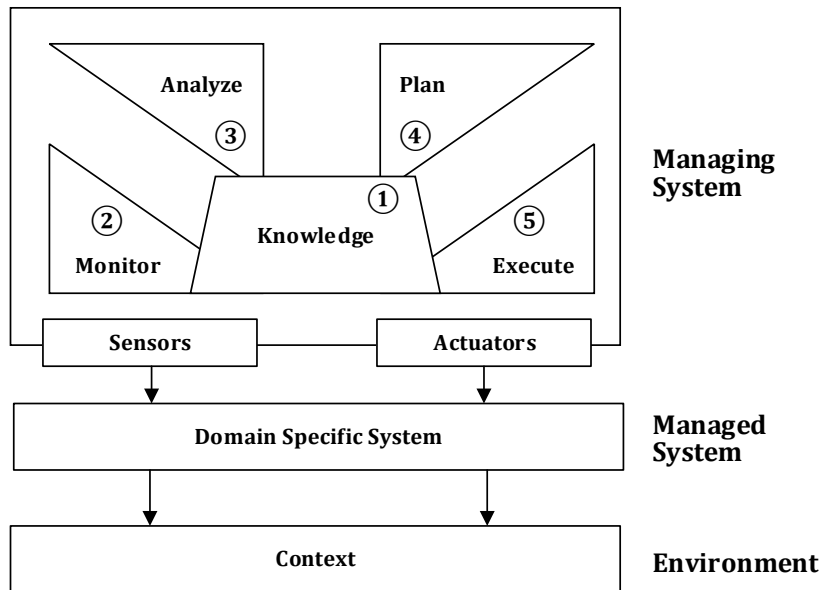 Analyze
Plan
③
④
Managing
System
①
②
Knowledge
⑤
Monitor
Execute
Sensors
Actuators
Domain Specific System
Managed
System
Context
Environment